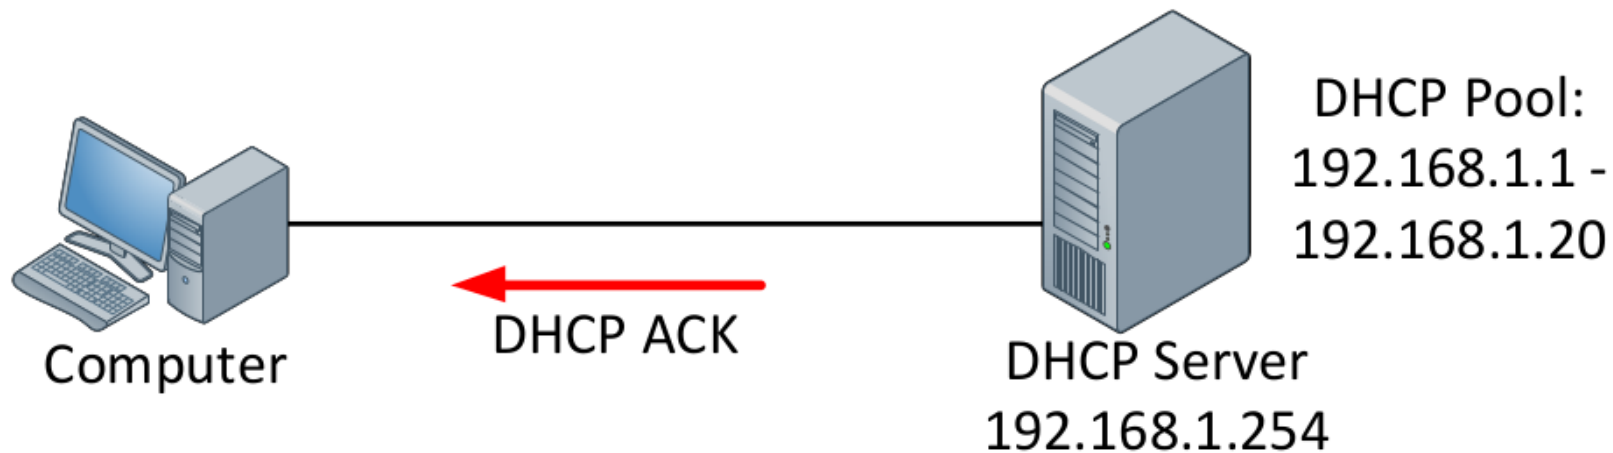 DHCP Pool:
192.168.1.1 -
192.168.1.20
DHCP ACK
Computer
DHCP Server
192.168.1.254